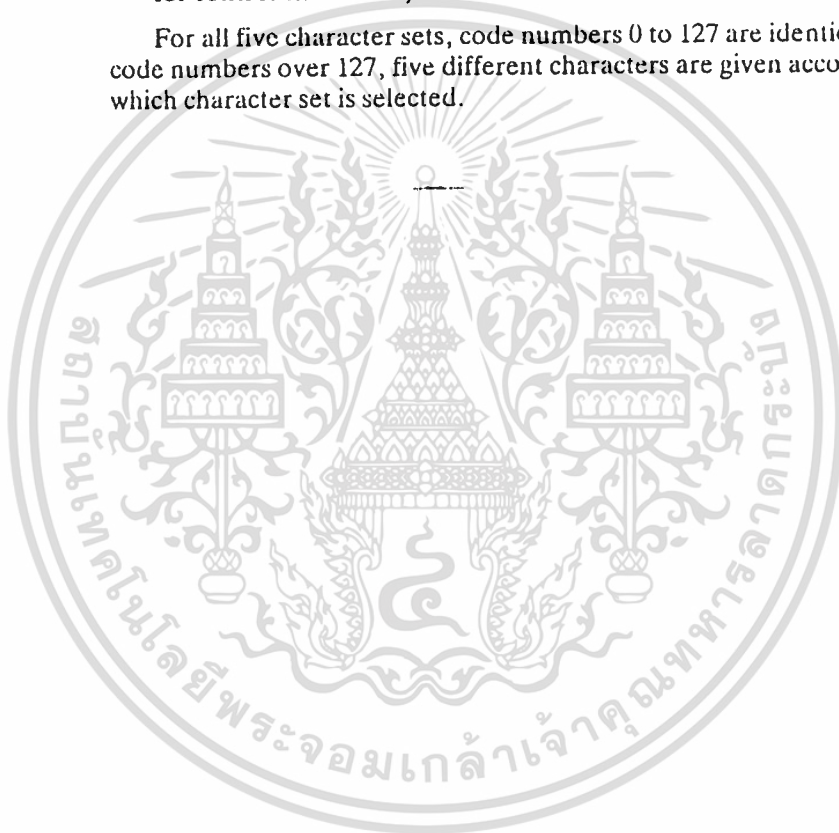 For all five character sets, code numbers 0 to 127 are
code numbers over 127, five different characters are given
which character set is selected.
สถาบันเทคโนโลยีพระจอมเกล้าเจ้าคุณทหารลาดกระบัง
๔